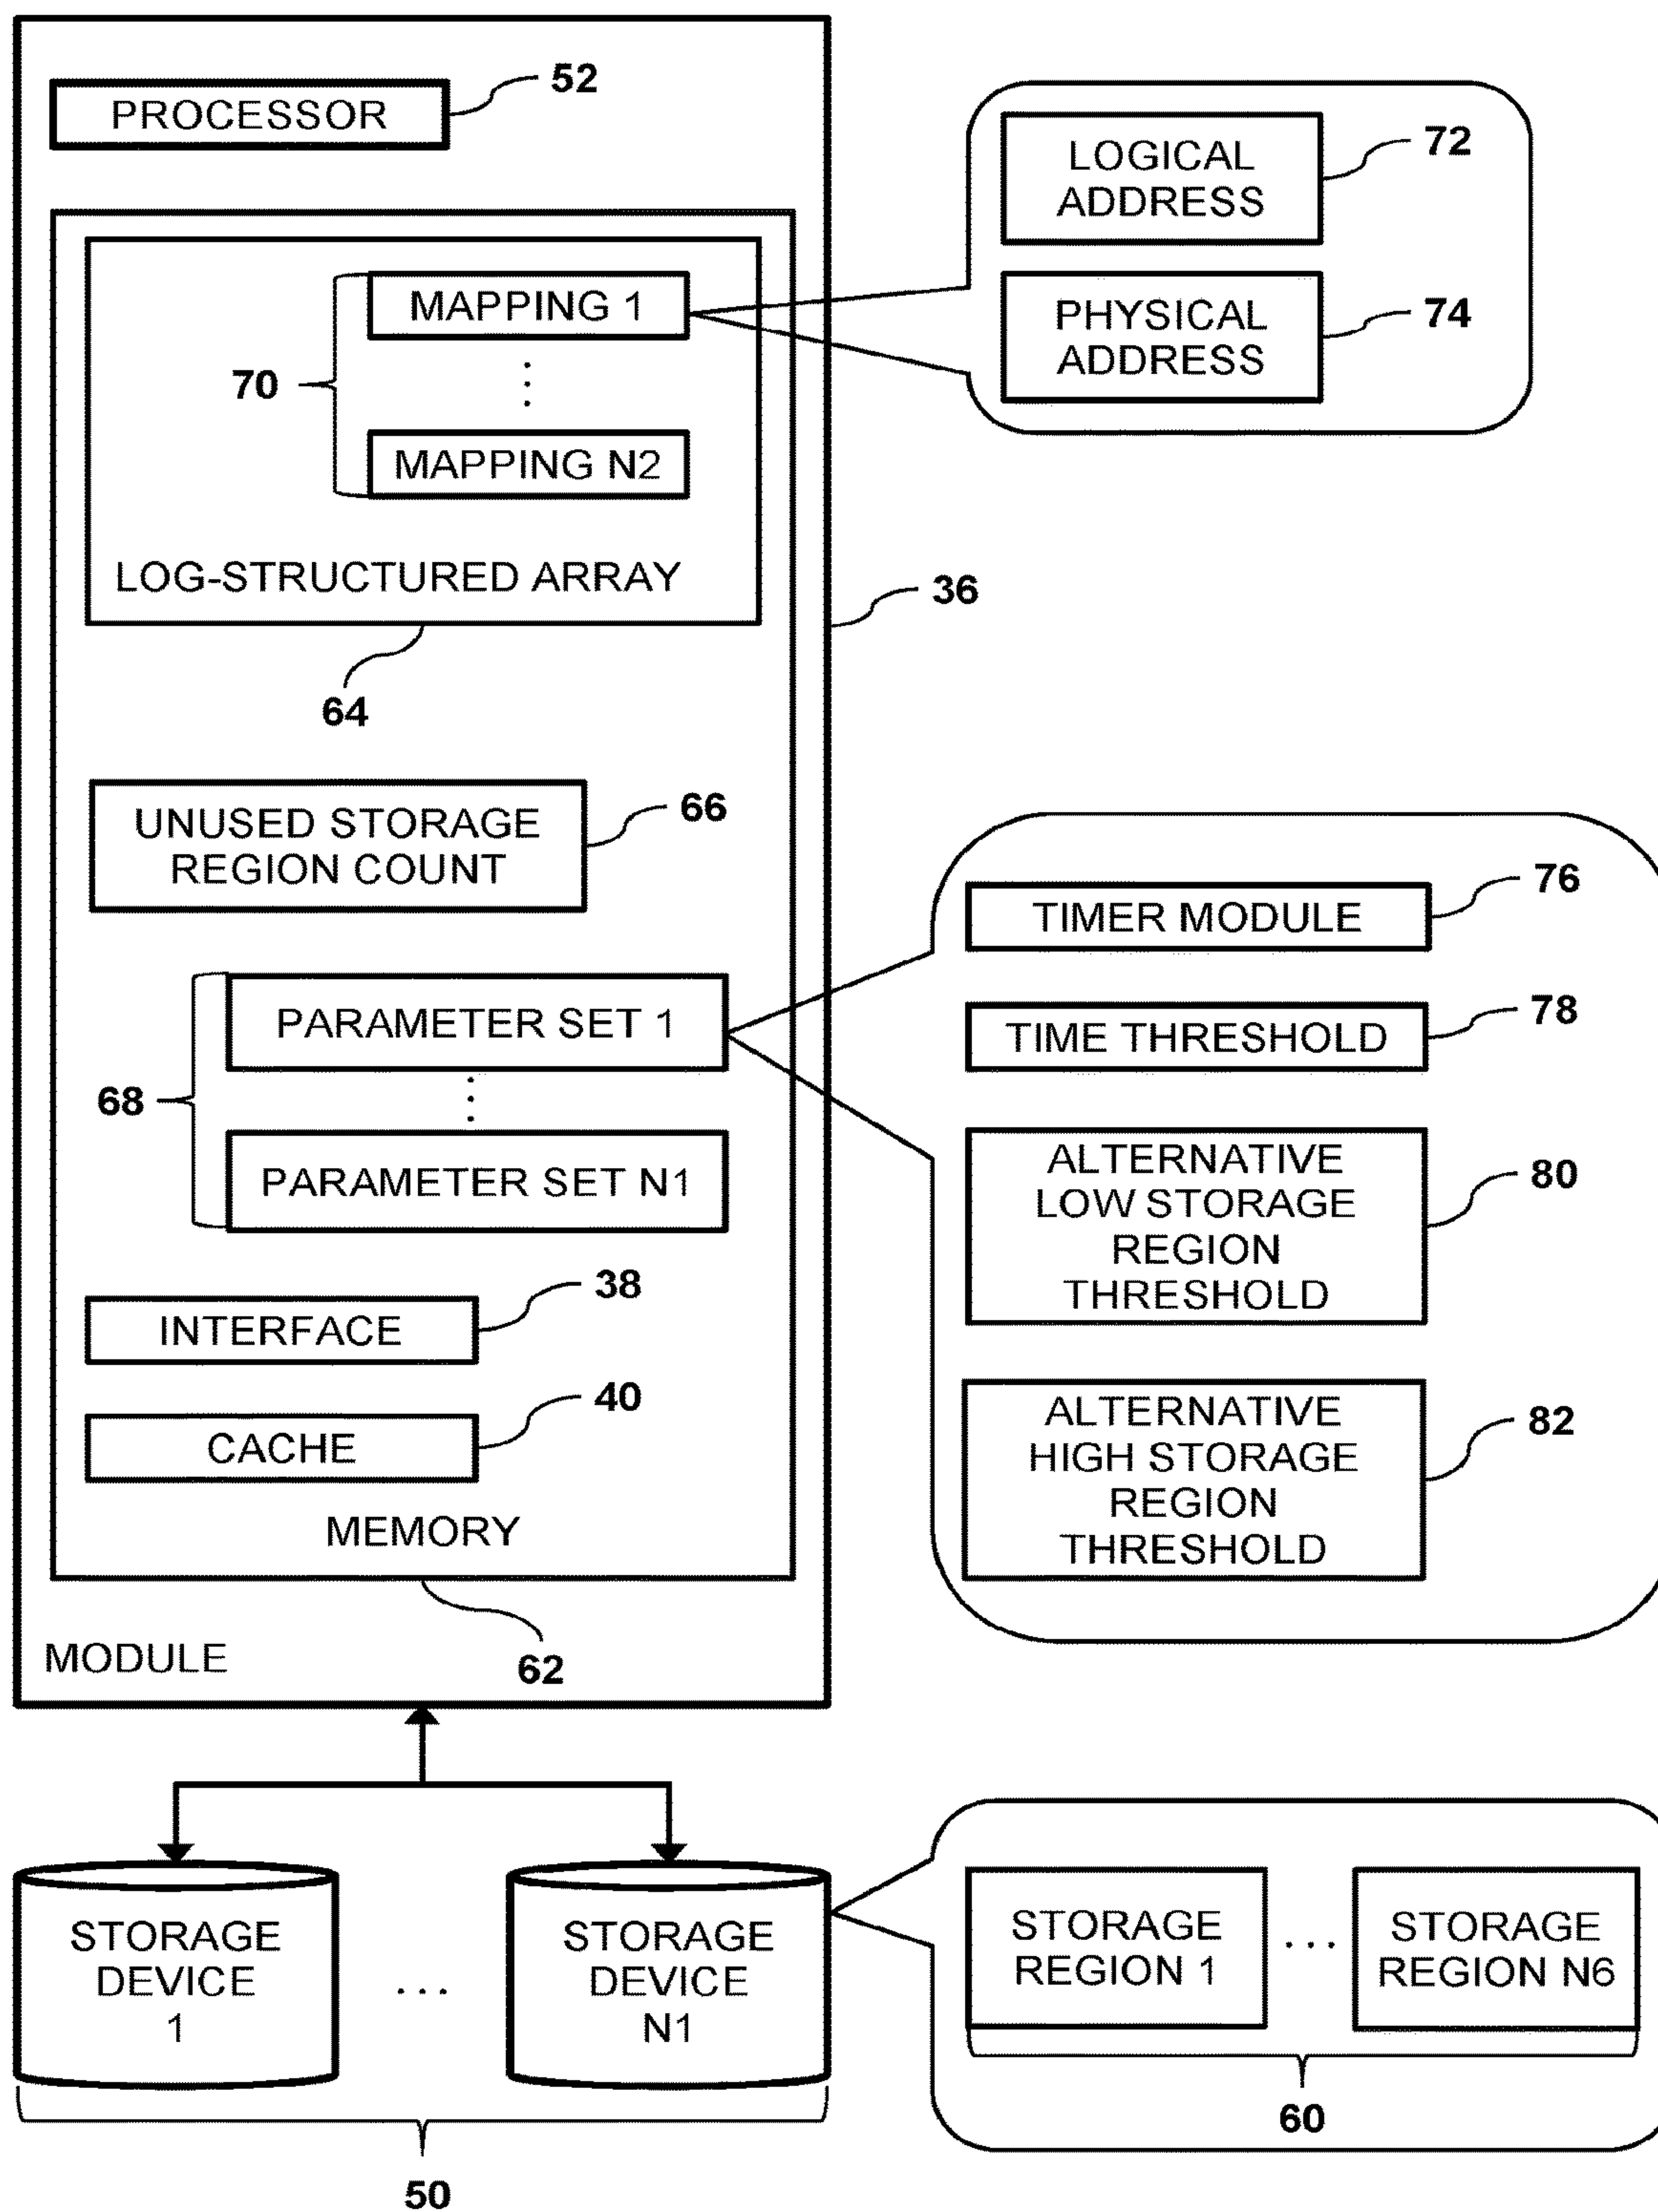 PROCESSOR
52
LOGICAL
ADDRESS
72
PHYSICAL
ADDRESS
74
MAPPING 1
⋮
MAPPING N2
70
LOG-STRUCTURED ARRAY
64
36
UNUSED STORAGE
REGION COUNT
66
PARAMETER SET 1
⋮
PARAMETER SET N1
68
TIMER MODULE
76
TIME THRESHOLD
78
ALTERNATIVE
LOW STORAGE
REGION
THRESHOLD
80
ALTERNATIVE
HIGH STORAGE
REGION
THRESHOLD
82
INTERFACE
38
CACHE
40
MEMORY
62
MODULE
STORAGE
DEVICE
1
...
STORAGE
DEVICE
N1
50
STORAGE
REGION 1
...
STORAGE
REGION N6
60